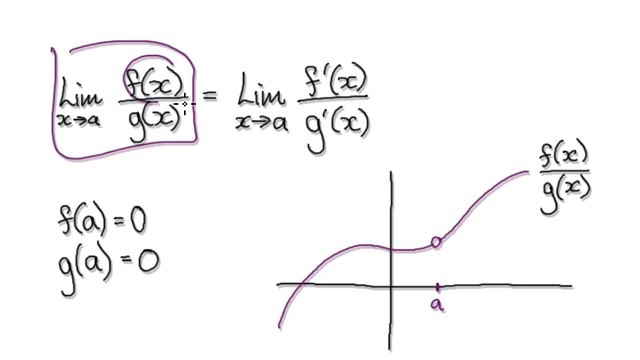 Lim x→a f(x)/g(x) = Lim x→a f'(x)/g'(x)
f(x)/g(x)
f(a) = 0
g(a) = 0
a